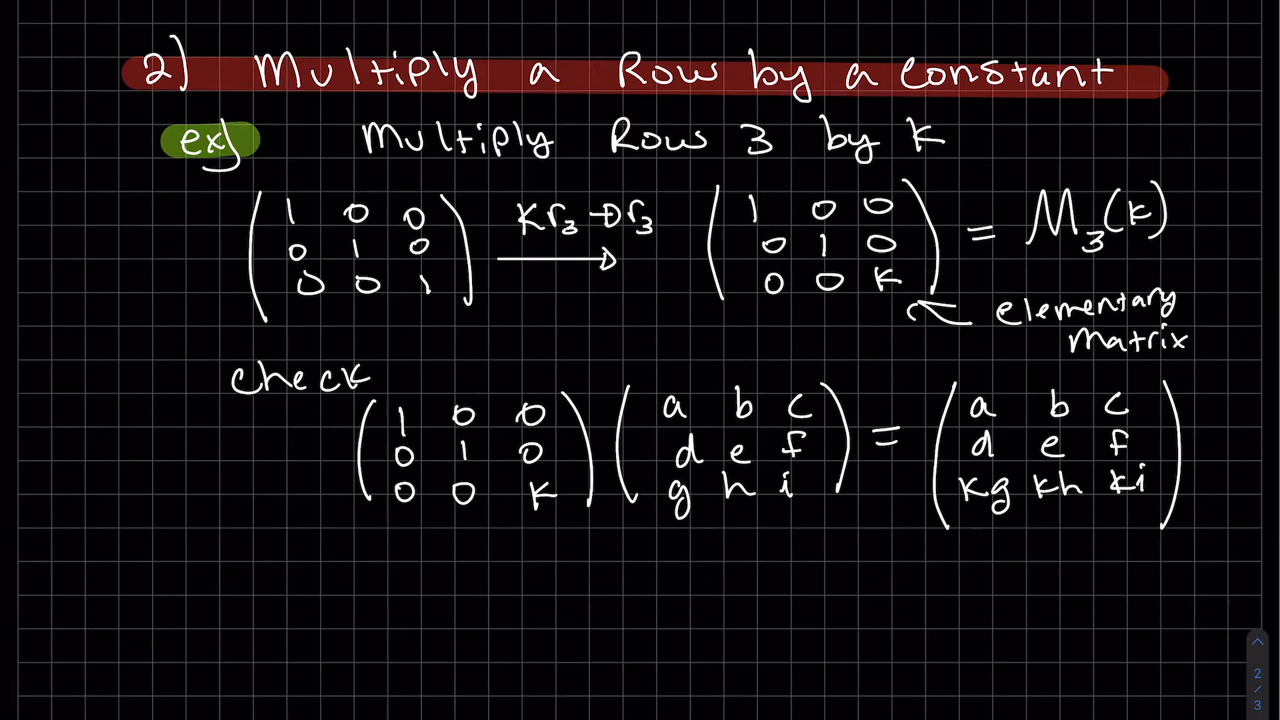 2) Multiply a Row by a constant
ex) Multiply Row 3 by K
( 1 0 0 ) Kr₃ → r₃ ( 1 0 0 ) = M₃(k)
( 0 1 0 ) ( 0 1 0 )
( 0 0 1 ) ( 0 0 K )
elementary
matrix
check
( 1 0 0 ) ( a b c ) = ( a b c )
( 0 1 0 ) ( d e f ) ( d e f )
( 0 0 K ) ( g h i ) ( Kg Kh Ki )
2
/
3